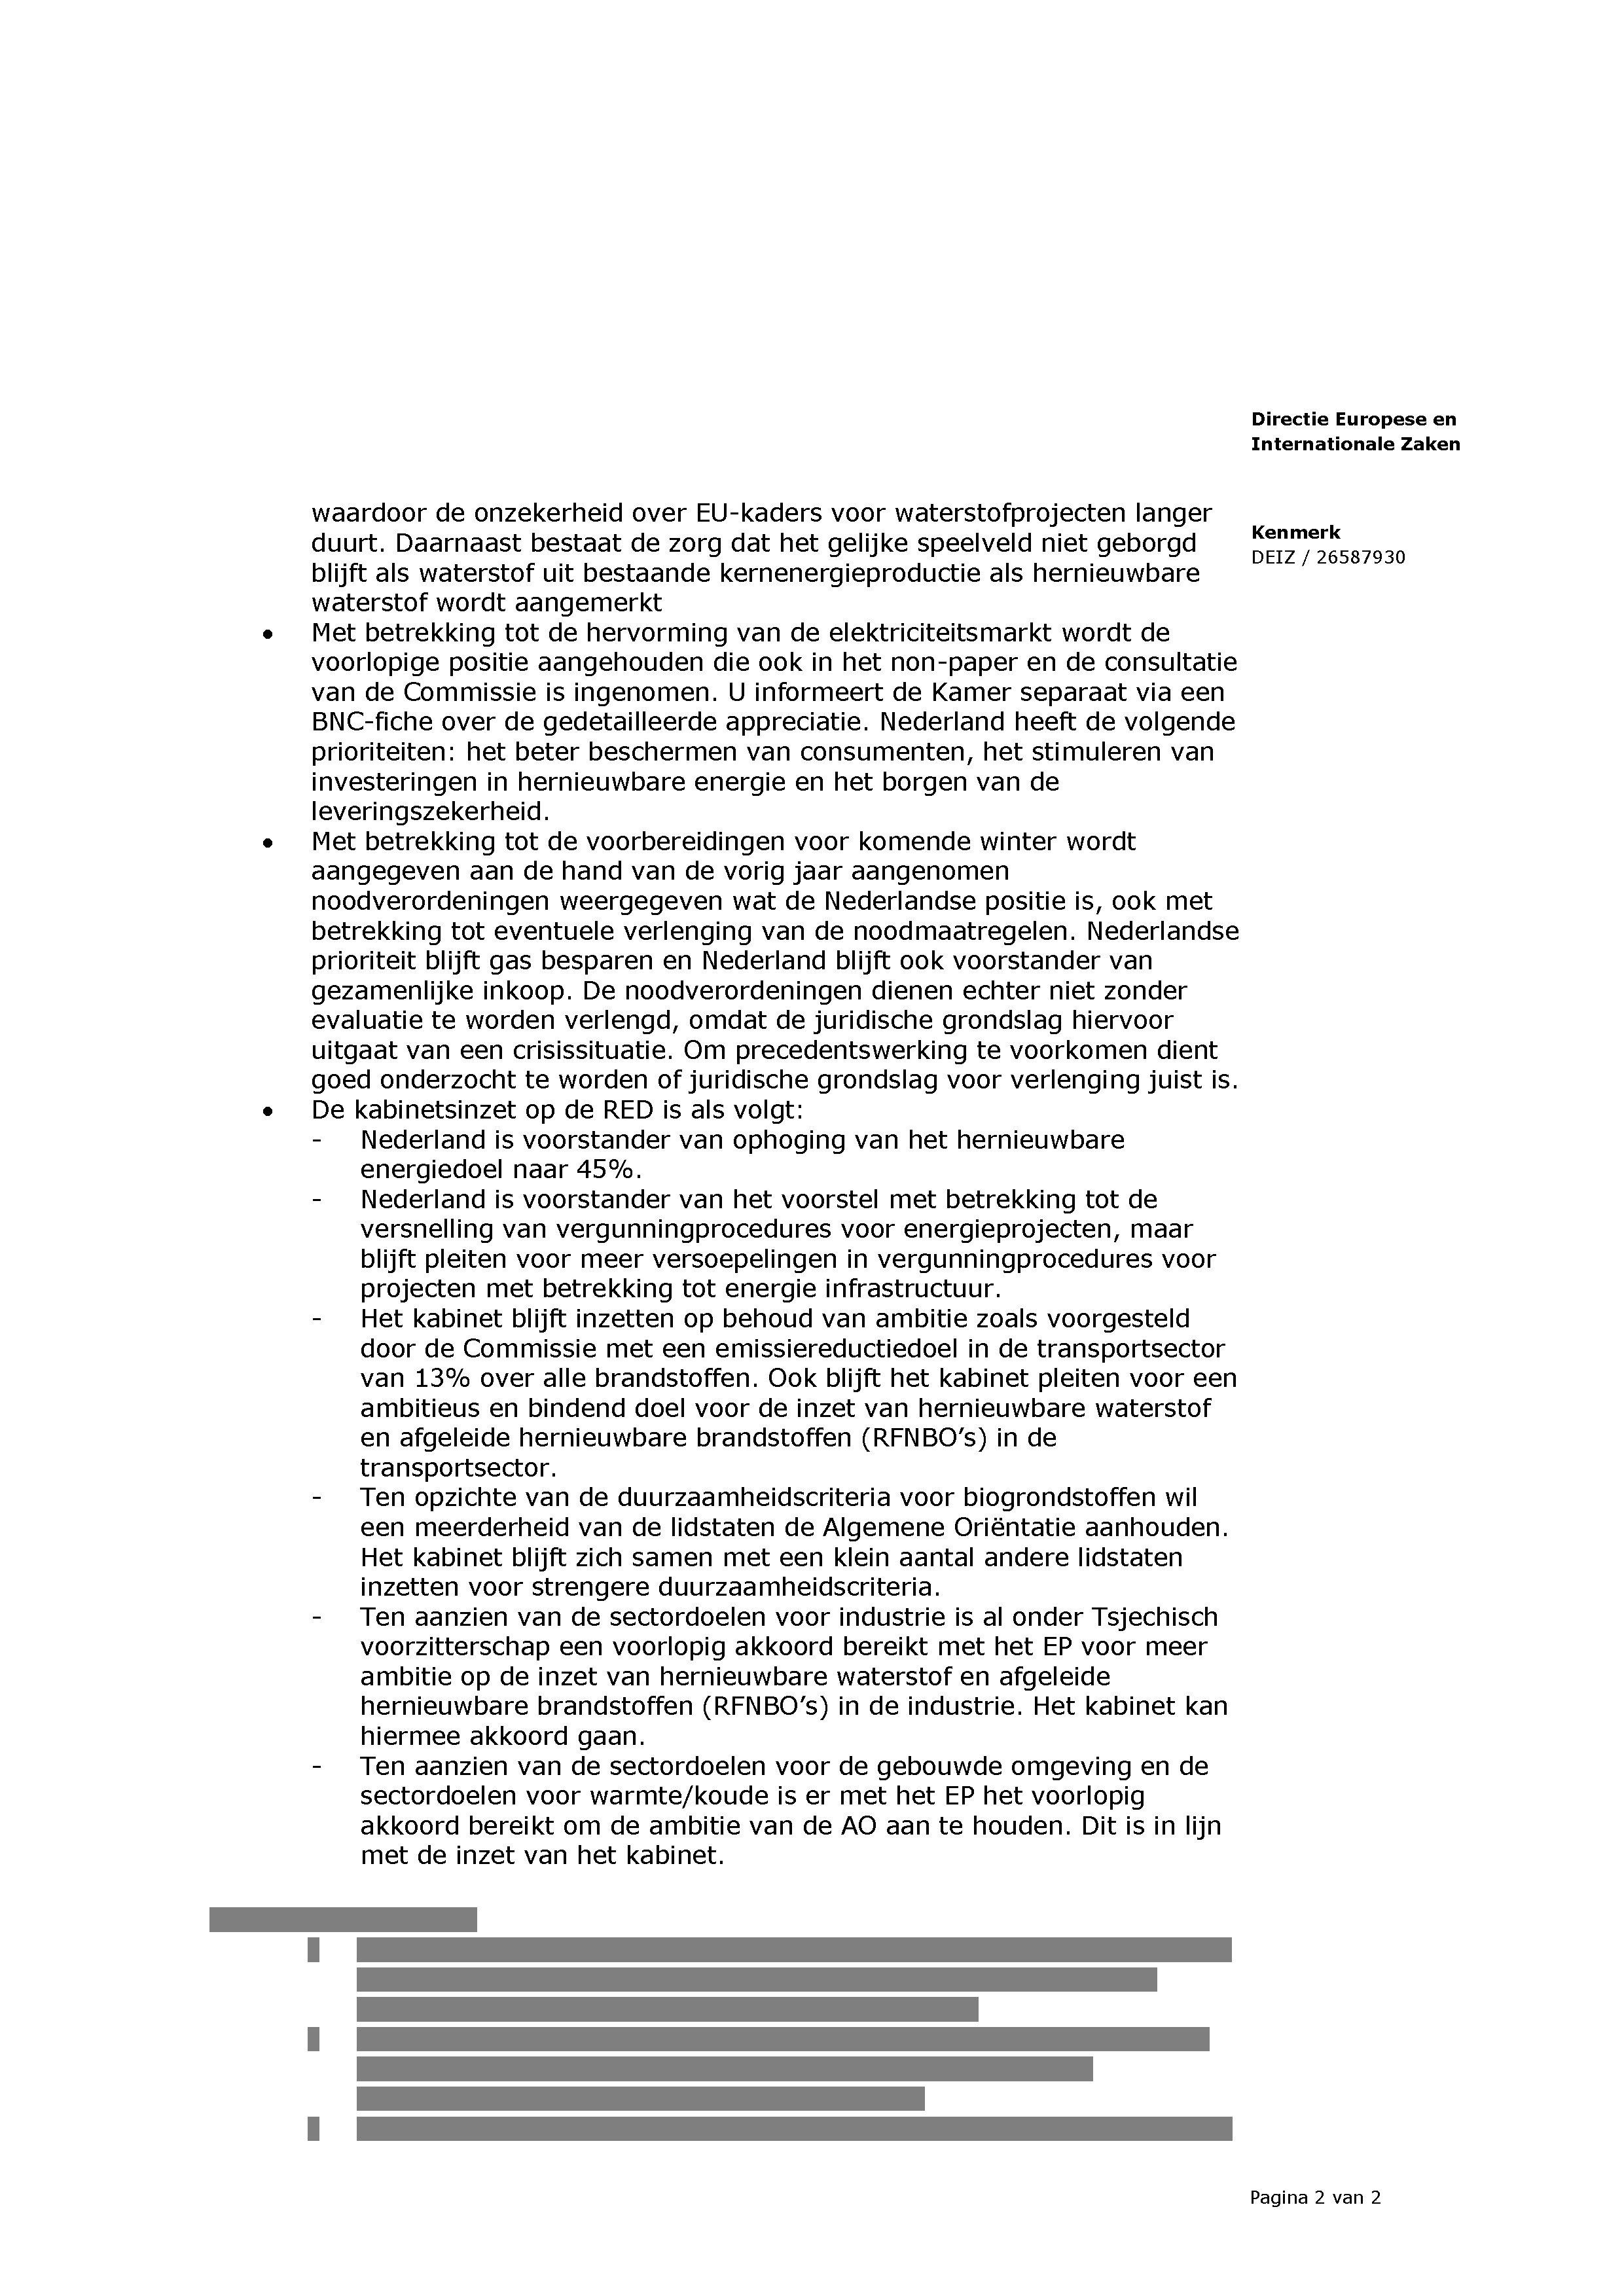 Directie Europese en
Internationale Zaken
Kenmerk
DEIZ / 26587930
waardoor de onzekerheid over EU-kaders voor waterstofprojecten langer
duurt. Daarnaast bestaat de zorg dat het gelijke speelveld niet geborgd
blijft als waterstof uit bestaande kernenergieproductie als hernieuwbare
waterstof wordt aangemerkt
• Met betrekking tot de hervorming van de elektriciteitsmarkt wordt de
voorlopige positie aangehouden die ook in het non-paper en de consultatie
van de Commissie is ingenomen. U informeert de Kamer separaat via een
BNC-fiche over de gedetailleerde appreciatie. Nederland heeft de volgende
prioriteiten: het beter beschermen van consumenten, het stimuleren van
investeringen in hernieuwbare energie en het borgen van de
leveringszekerheid.
• Met betrekking tot de voorbereidingen voor komende winter wordt
aangegeven aan de hand van de vorig jaar aangenomen
noodverordeningen weergegeven wat de Nederlandse positie is, ook met
betrekking tot eventuele verlenging van de noodmaatregelen. Nederlandse
prioriteit blijft gas besparen en Nederland blijft ook voorstander van
gezamenlijke inkoop. De noodverordeningen dienen echter niet zonder
evaluatie te worden verlengd, omdat de juridische grondslag hiervoor
uitgaat van een crisissituatie. Om precedentswerking te voorkomen dient
goed onderzocht te worden of juridische grondslag voor verlenging juist is.
• De kabinetsinzet op de RED is als volgt:
- Nederland is voorstander van ophoging van het hernieuwbare
energiedoel naar 45%.
- Nederland is voorstander van het voorstel met betrekking tot de
versnelling van vergunningprocedures voor energieprojecten, maar
blijft pleiten voor meer versoepelingen in vergunningprocedures voor
projecten met betrekking tot energie infrastructuur.
- Het kabinet blijft inzetten op behoud van ambitie zoals voorgesteld
door de Commissie met een emissiereductiedoel in de transportsector
van 13% over alle brandstoffen. Ook blijft het kabinet pleiten voor een
ambitieus en bindend doel voor de inzet van hernieuwbare waterstof
en afgeleide hernieuwbare brandstoffen (RFNBO’s) in de
transportsector.
- Ten opzichte van de duurzaamheidscriteria voor biogrondstoffen wil
een meerderheid van de lidstaten de Algemene Oriëntatie aanhouden.
Het kabinet blijft zich samen met een klein aantal andere lidstaten
inzetten voor strengere duurzaamheidscriteria.
- Ten aanzien van de sectordoelen voor industrie is al onder Tsjechisch
voorzitterschap een voorlopig akkoord bereikt met het EP voor meer
ambitie op de inzet van hernieuwbare waterstof en afgeleide
hernieuwbare brandstoffen (RFNBO’s) in de industrie. Het kabinet kan
hiermee akkoord gaan.
- Ten aanzien van de sectordoelen voor de gebouwde omgeving en de
sectordoelen voor warmte/koude is er met het EP het voorlopig
akkoord bereikt om de ambitie van de AO aan te houden. Dit is in lijn
met de inzet van het kabinet.
Pagina 2 van 2